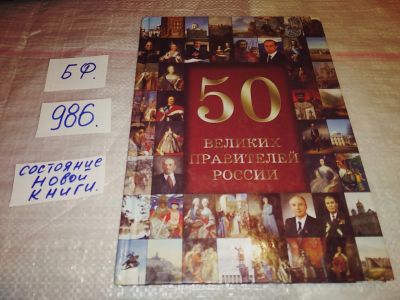 БФ.
986.
СОСТОЯНИЕ
НОВОЙ
КНИГИ.
50
ВЕЛИКИХ
ПРАВИТЕЛЕЙ
РОССИИ